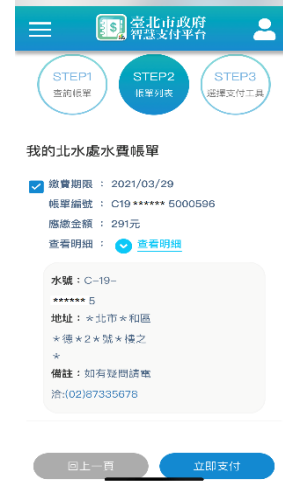 臺北市政府
智慧支付平台
STEP1
查詢帳單
STEP2
帳單列表
STEP3
選擇支付工具
我的北水處水費帳單
繳費期限 : 2021/03/29
帳單編號 : C19 ****** 5000596
應繳金額 : 291元
查看明細 : 查看明細
水號：C-19-
****** 5
地址：＊北市＊和區
＊德＊2＊號＊樓之
＊
備註：如有疑問請電
洽:(02)87335678
回上一頁
立即支付